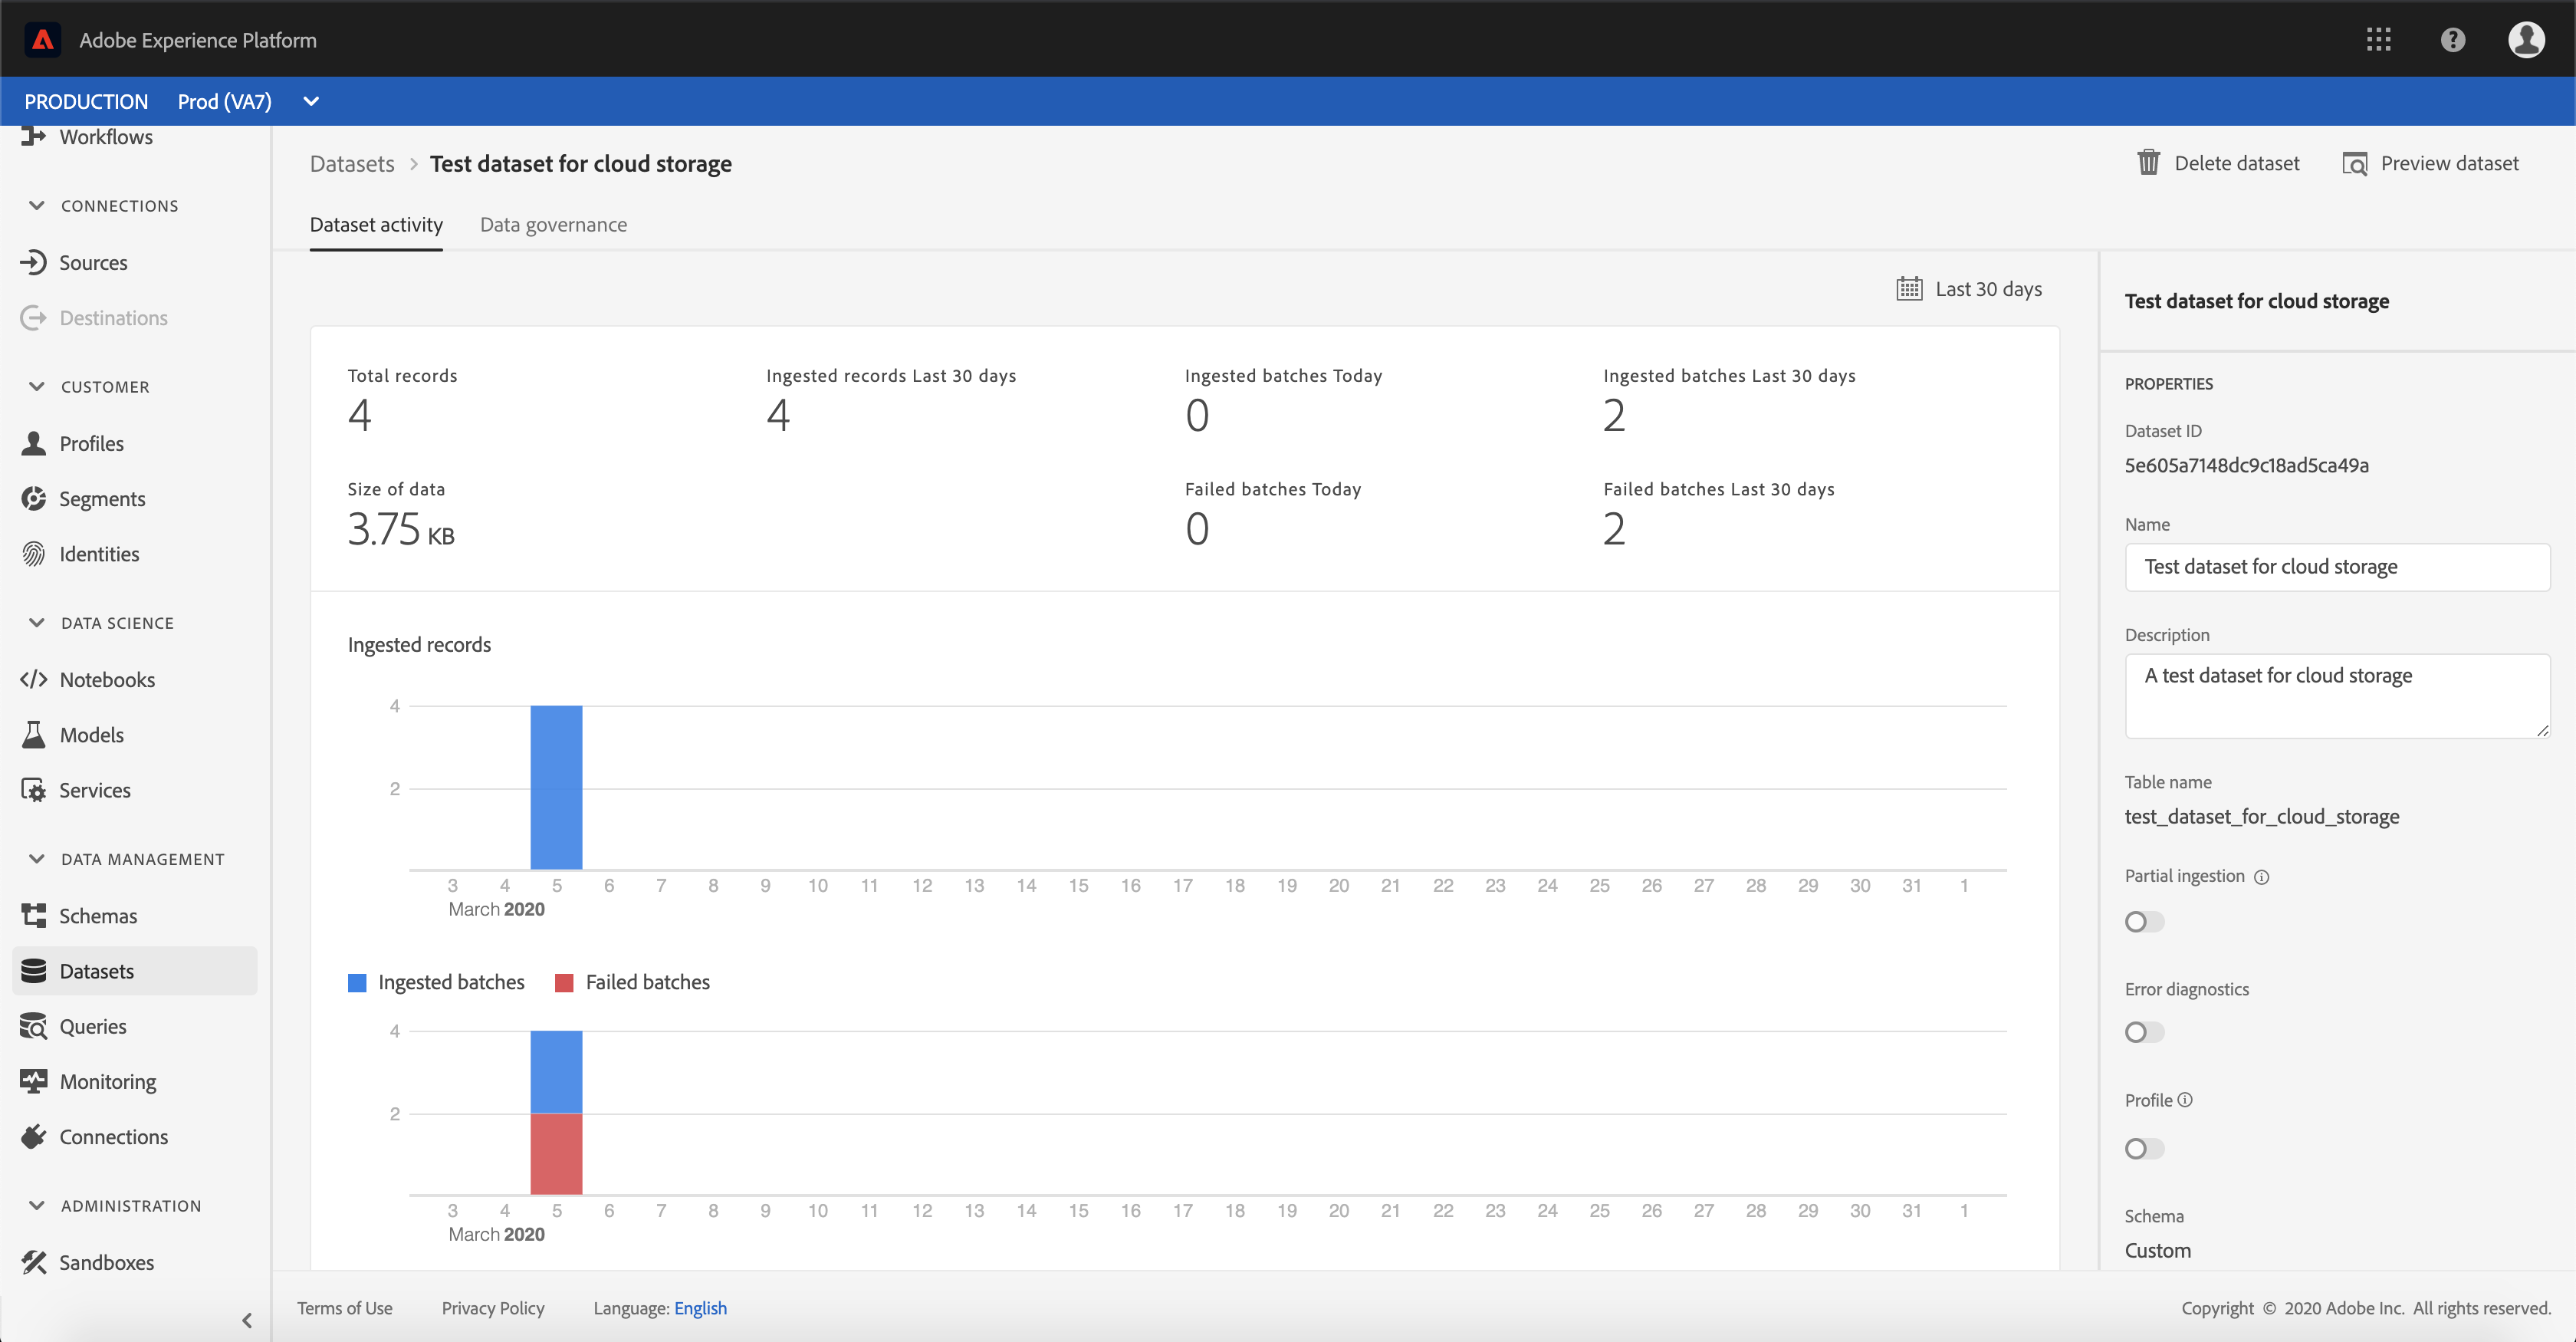 Adobe Experience Platform
PRODUCTION Prod (VA7)
Workflows
CONNECTIONS
Sources
Destinations
CUSTOMER
Profiles
Segments
Identities
DATA SCIENCE
Notebooks
Models
Services
DATA MANAGEMENT
Schemas
Datasets
Queries
Monitoring
Connections
ADMINISTRATION
Sandboxes
Datasets > Test dataset for cloud storage
Delete dataset
Preview dataset
Dataset activity Data governance
Last 30 days
Total records
4
Ingested records Last 30 days
4
Ingested batches Today
0
Ingested batches Last 30 days
2
Size of data
3.75 KB
Failed batches Today
0
Failed batches Last 30 days
2
Ingested records
4
2
3 4 5 6 7 8 9 10 11 12 13 14 15 16 17 18 19 20 21 22 23 24 25 26 27 28 29 30 31 1
March 2020
Ingested batches Failed batches
4
2
3 4 5 6 7 8 9 10 11 12 13 14 15 16 17 18 19 20 21 22 23 24 25 26 27 28 29 30 31 1
March 2020
Test dataset for cloud storage
PROPERTIES
Dataset ID
5e605a7148dc9c18ad5ca49a
Name
Test dataset for cloud storage
Description
A test dataset for cloud storage
Table name
test_dataset_for_cloud_storage
Partial ingestion
Error diagnostics
Profile
Schema
Custom
Terms of Use Privacy Policy Language: English
Copyright © 2020 Adobe Inc. All rights reserved.